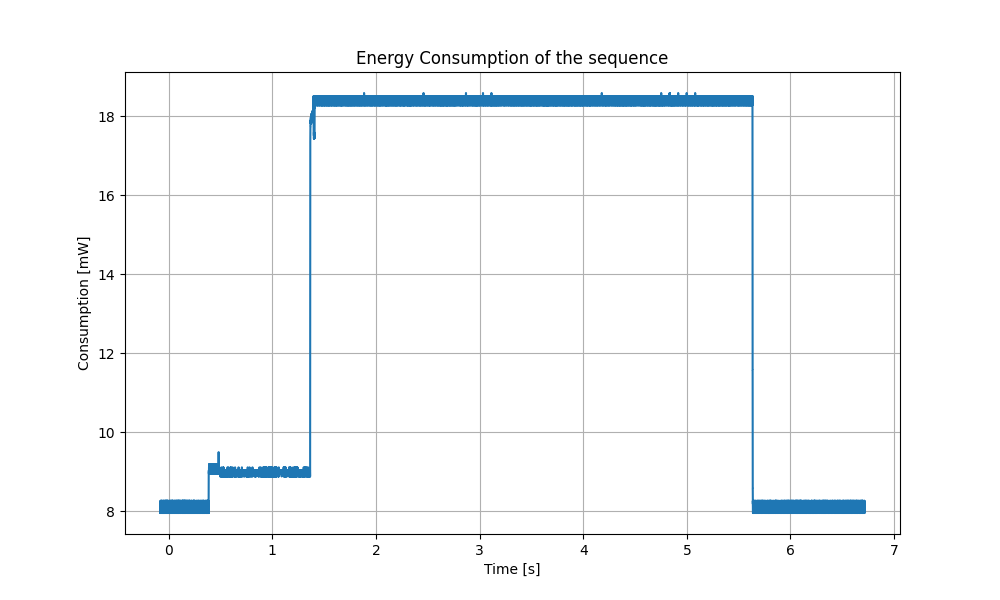 Energy Consumption of the sequence
Consumption [mW]
18
16
14
12
10
8
0 1 2 3 4 5 6 7
Time [s]